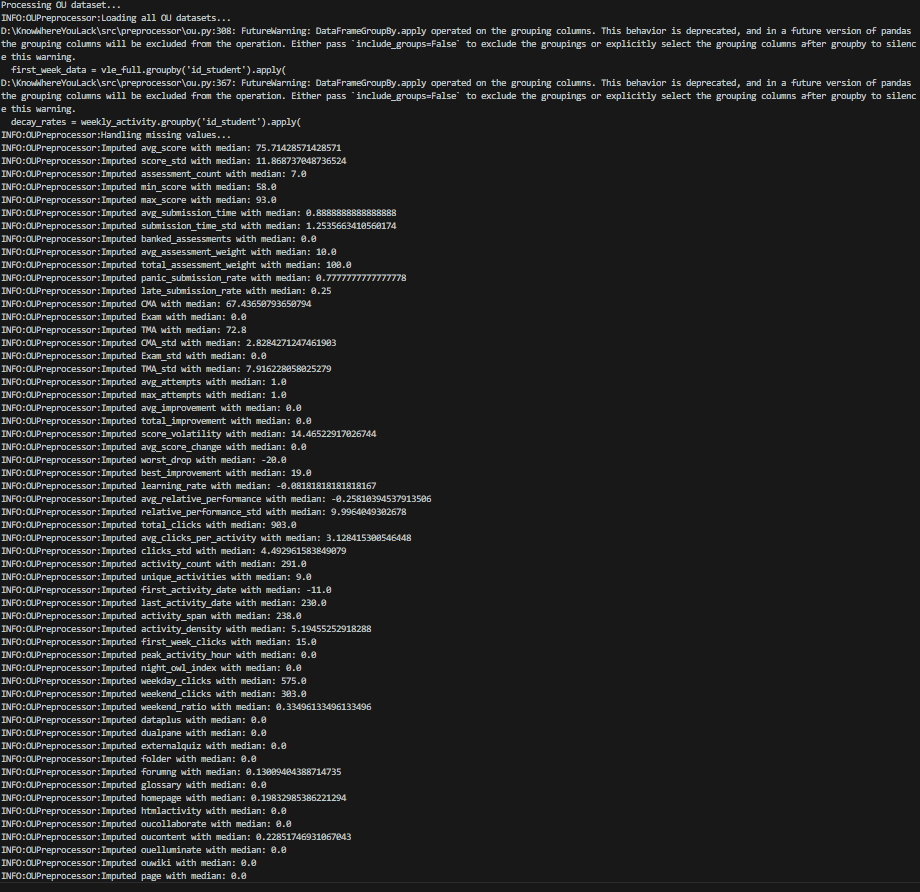 Processing OU dataset...
INFO:OUPreprocessor:Loading all OU datasets...
D:\KnowWhereYouLack\src\preprocessor\ou.py:308: FutureWarning: DataFrameGroupBy.apply operated on the grouping columns. This behavior is deprecated, and in a future version of pandas
the grouping columns will be excluded from the operation. Either pass `include_groups=False` to exclude the groupings or explicitly select the grouping columns after groupby to silenc
e this warning.
  first_week_data = vle_full.groupby('id_student').apply(
D:\KnowWhereYouLack\src\preprocessor\ou.py:367: FutureWarning: DataFrameGroupBy.apply operated on the grouping columns. This behavior is deprecated, and in a future version of pandas
the grouping columns will be excluded from the operation. Either pass `include_groups=False` to exclude the groupings or explicitly select the grouping columns after groupby to silenc
e this warning.
  decay_rates = weekly_activity.groupby('id_student').apply(
INFO:OUPreprocessor:Handling missing values...
INFO:OUPreprocessor:Imputed avg_score with median: 75.71428571428571
INFO:OUPreprocessor:Imputed score_std with median: 11.868737048736524
INFO:OUPreprocessor:Imputed assessment_count with median: 7.0
INFO:OUPreprocessor:Imputed min_score with median: 58.0
INFO:OUPreprocessor:Imputed max_score with median: 93.0
INFO:OUPreprocessor:Imputed avg_submission_time with median: 0.8888888888888888
INFO:OUPreprocessor:Imputed submission_time_std with median: 1.2535663410560174
INFO:OUPreprocessor:Imputed banked_assessments with median: 0.0
INFO:OUPreprocessor:Imputed avg_assessment_weight with median: 10.0
INFO:OUPreprocessor:Imputed total_assessment_weight with median: 100.0
INFO:OUPreprocessor:Imputed panic_submission_rate with median: 0.7777777777777778
INFO:OUPreprocessor:Imputed late_submission_rate with median: 0.25
INFO:OUPreprocessor:Imputed CMA with median: 67.43650793650794
INFO:OUPreprocessor:Imputed Exam with median: 0.0
INFO:OUPreprocessor:Imputed TMA with median: 72.8
INFO:OUPreprocessor:Imputed CMA_std with median: 2.8284271247461903
INFO:OUPreprocessor:Imputed Exam_std with median: 0.0
INFO:OUPreprocessor:Imputed TMA_std with median: 7.916228058025279
INFO:OUPreprocessor:Imputed avg_attempts with median: 1.0
INFO:OUPreprocessor:Imputed max_attempts with median: 1.0
INFO:OUPreprocessor:Imputed avg_improvement with median: 0.0
INFO:OUPreprocessor:Imputed total_improvement with median: 0.0
INFO:OUPreprocessor:Imputed score_volatility with median: 14.46522917026744
INFO:OUPreprocessor:Imputed avg_score_change with median: 0.0
INFO:OUPreprocessor:Imputed worst_drop with median: -20.0
INFO:OUPreprocessor:Imputed best_improvement with median: 19.0
INFO:OUPreprocessor:Imputed learning_rate with median: -0.08181818181818167
INFO:OUPreprocessor:Imputed avg_relative_performance with median: -0.25810394537913506
INFO:OUPreprocessor:Imputed relative_performance_std with median: 9.9964049302678
INFO:OUPreprocessor:Imputed total_clicks with median: 903.0
INFO:OUPreprocessor:Imputed avg_clicks_per_activity with median: 3.128415300546448
INFO:OUPreprocessor:Imputed clicks_std with median: 4.492961583849079
INFO:OUPreprocessor:Imputed activity_count with median: 291.0
INFO:OUPreprocessor:Imputed unique_activities with median: 9.0
INFO:OUPreprocessor:Imputed first_activity_date with median: -11.0
INFO:OUPreprocessor:Imputed last_activity_date with median: 230.0
INFO:OUPreprocessor:Imputed activity_span with median: 238.0
INFO:OUPreprocessor:Imputed activity_density with median: 5.19455252918288
INFO:OUPreprocessor:Imputed first_week_clicks with median: 15.0
INFO:OUPreprocessor:Imputed peak_activity_hour with median: 0.0
INFO:OUPreprocessor:Imputed night_owl_index with median: 0.0
INFO:OUPreprocessor:Imputed weekday_clicks with median: 575.0
INFO:OUPreprocessor:Imputed weekend_clicks with median: 303.0
INFO:OUPreprocessor:Imputed weekend_ratio with median: 0.33496133496133496
INFO:OUPreprocessor:Imputed dataplus with median: 0.0
INFO:OUPreprocessor:Imputed dualpane with median: 0.0
INFO:OUPreprocessor:Imputed externalquiz with median: 0.0
INFO:OUPreprocessor:Imputed folder with median: 0.0
INFO:OUPreprocessor:Imputed forumng with median: 0.13009404388714735
INFO:OUPreprocessor:Imputed glossary with median: 0.0
INFO:OUPreprocessor:Imputed homepage with median: 0.19832985386221294
INFO:OUPreprocessor:Imputed htmlactivity with median: 0.0
INFO:OUPreprocessor:Imputed oucollaborate with median: 0.0
INFO:OUPreprocessor:Imputed oucontent with median: 0.22851746931067043
INFO:OUPreprocessor:Imputed ouelluminate with median: 0.0
INFO:OUPreprocessor:Imputed ouwiki with median: 0.0
INFO:OUPreprocessor:Imputed page with median: 0.0